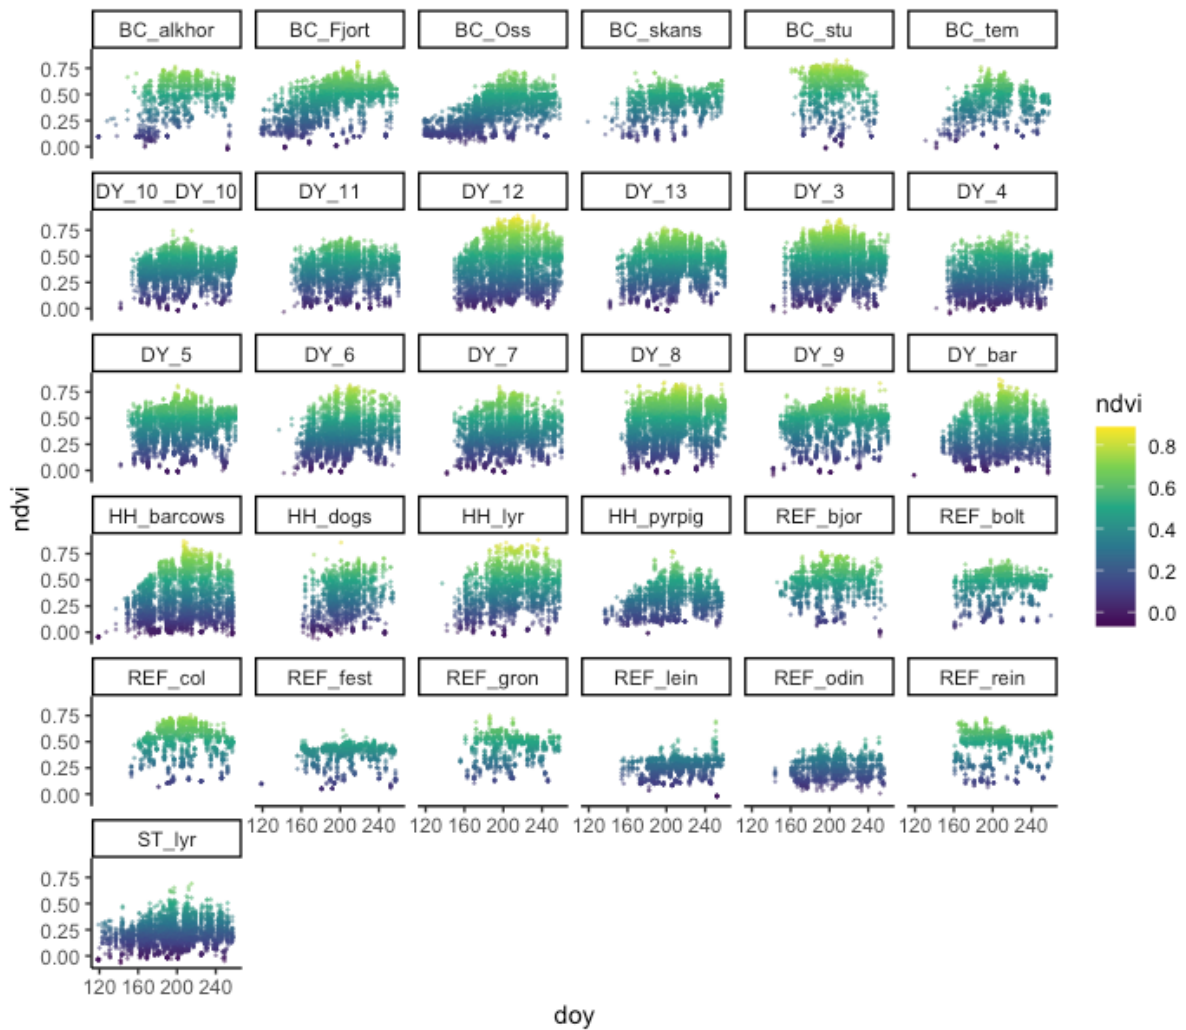 BC_alkhor BC_Fjort BC_Oss BC_skans BC_stu BC_tem
0.75
0.50
0.25
0.00
DY_10 _DY_10 DY_11 DY_12 DY_13 DY_3 DY_4
0.75
0.50
0.25
0.00
DY_5 DY_6 DY_7 DY_8 DY_9 DY_bar
0.75
0.50
0.25
0.00
HH_barcows HH_dogs HH_lyr HH_pyrpig REF_bjor REF_bolt
0.75
0.50
0.25
0.00
REF_col REF_fest REF_gron REF_lein REF_odin REF_rein
0.75
0.50
0.25
0.00
120 160 200 240 120 160 200 240 120 160 200 240 120 160 200 240 120 160 200 240
ST_lyr
0.75
0.50
0.25
0.00
120 160 200 240
doy
ndvi
ndvi
0.8
0.6
0.4
0.2
0.0